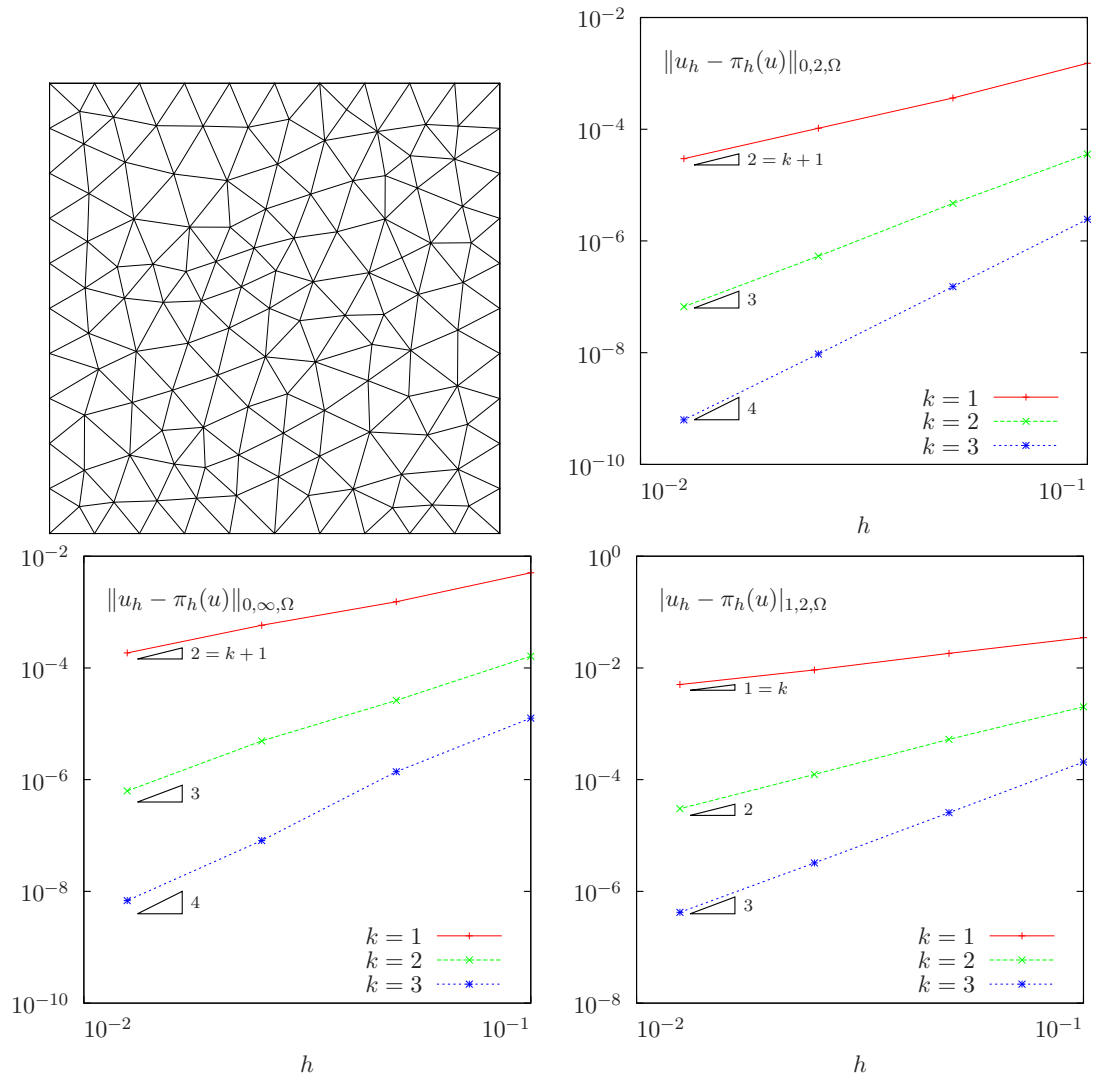 10⁻²
‖u_h − π_h(u)‖_{0,2,Ω}
10⁻⁴
2 = k + 1
10⁻⁶
3
10⁻⁸
4
k = 1
k = 2
k = 3
10⁻¹⁰
10⁻² 10⁻¹
h
10⁻²
‖u_h − π_h(u)‖_{0,∞,Ω}
2 = k + 1
10⁻⁴
10⁻⁶
3
10⁻⁸
4
k = 1
k = 2
k = 3
10⁻¹⁰
10⁻² 10⁻¹
h
10⁰
|u_h − π_h(u)|_{1,2,Ω}
10⁻²
1 = k
10⁻⁴
2
10⁻⁶
3
k = 1
k = 2
k = 3
10⁻⁸
10⁻² 10⁻¹
h